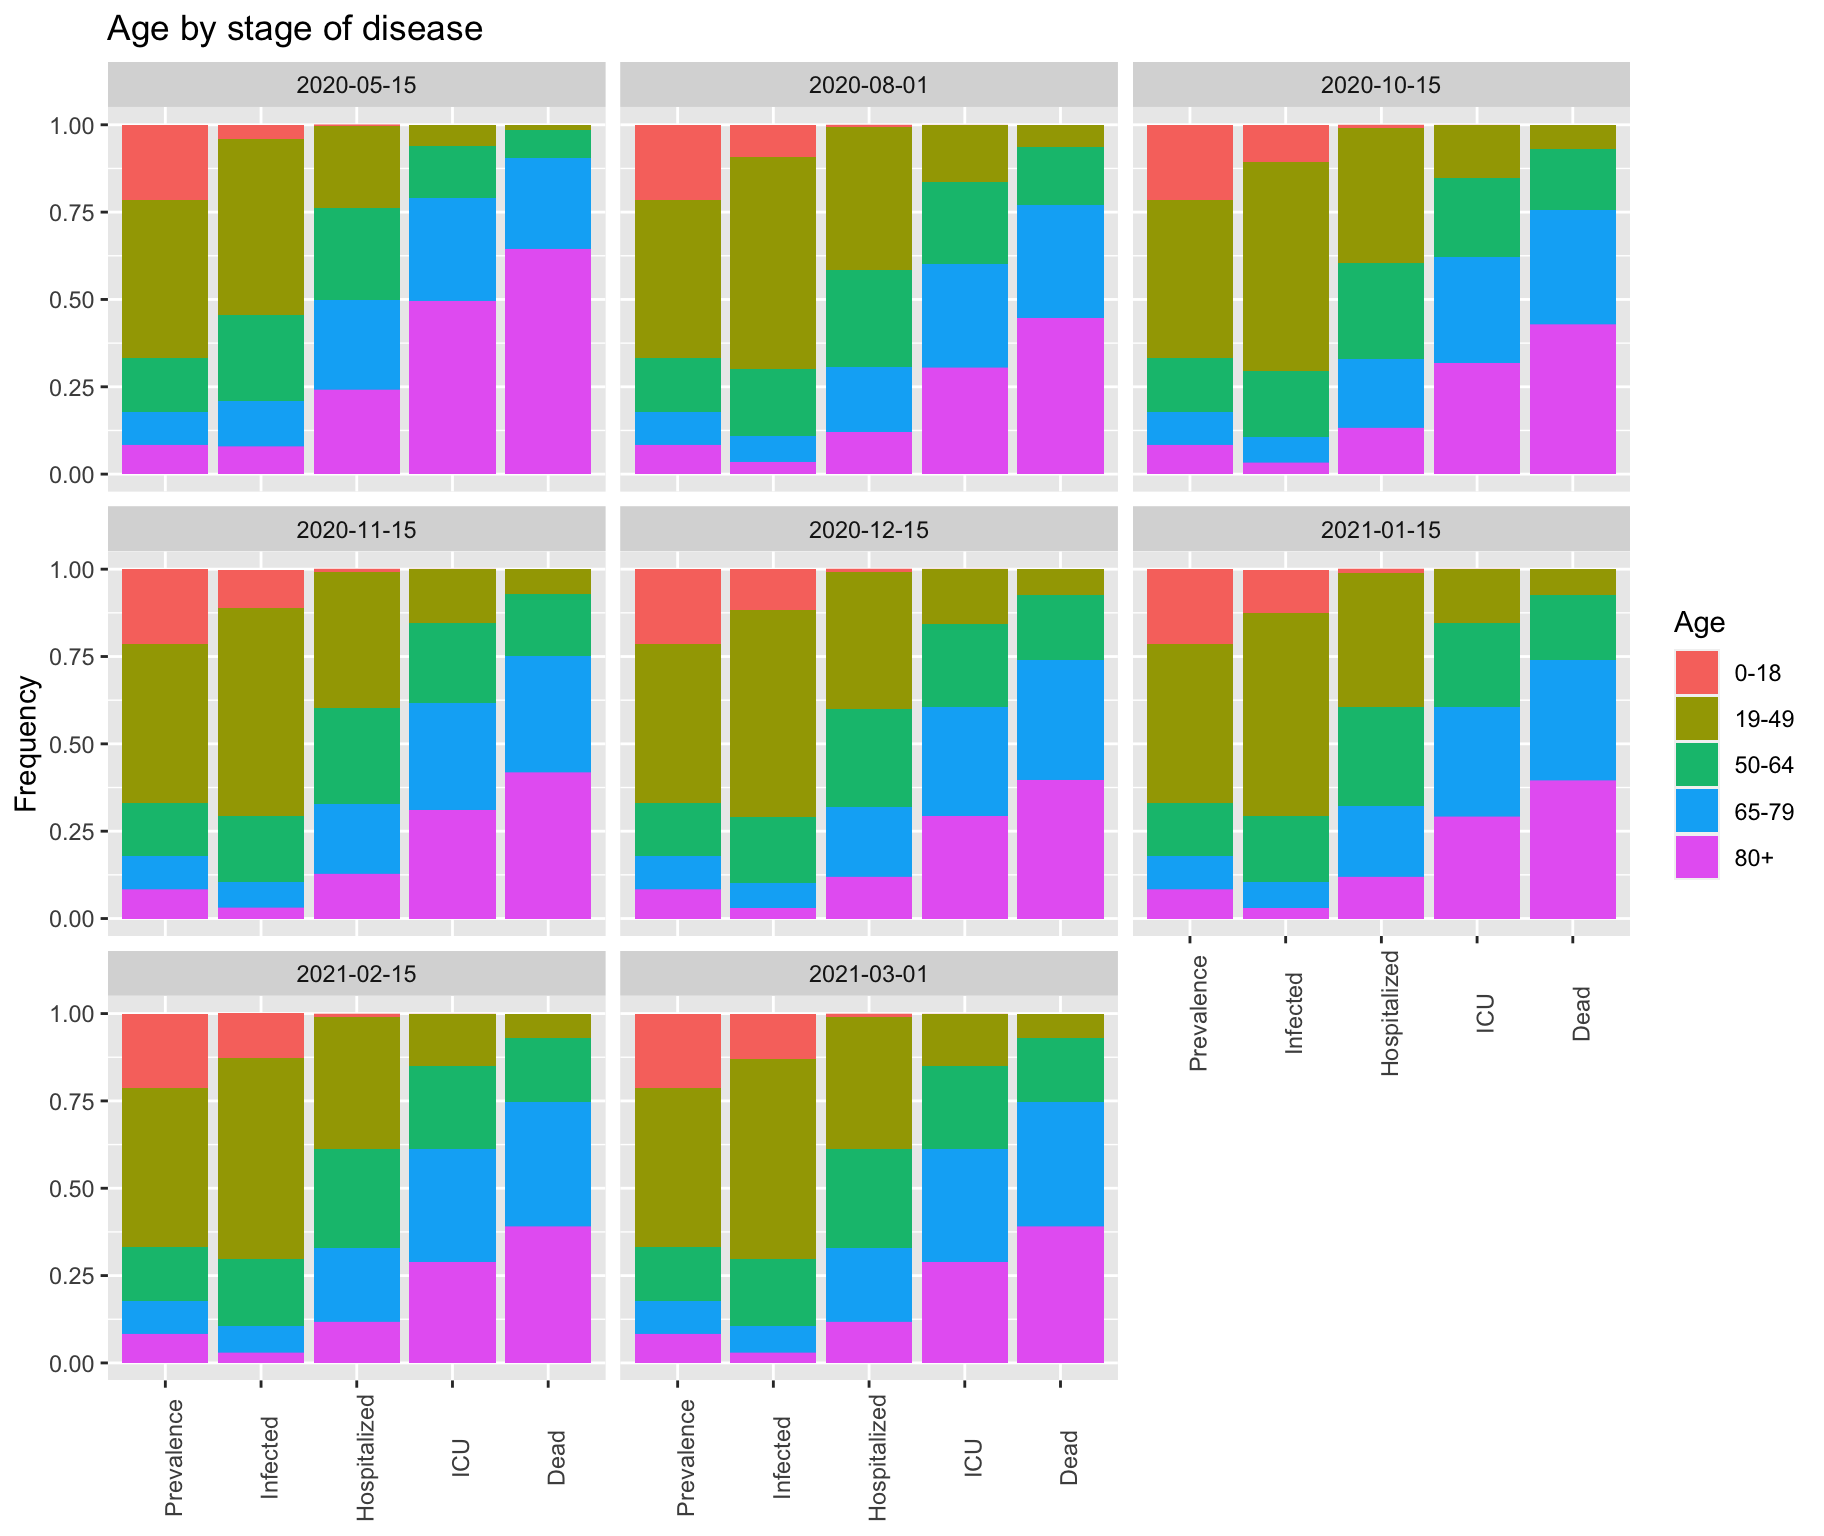 Age by stage of disease
2020-05-15
2020-08-01
2020-10-15
1.00
0.75
0.50
0.25
0.00
2020-11-15
2020-12-15
2021-01-15
1.00
0.75
0.50
0.25
0.00
Frequency
Age
0-18
19-49
50-64
65-79
80+
Prevalence
Infected
Hospitalized
ICU
Dead
2021-02-15
2021-03-01
1.00
0.75
0.50
0.25
0.00
Prevalence
Infected
Hospitalized
ICU
Dead
Prevalence
Infected
Hospitalized
ICU
Dead